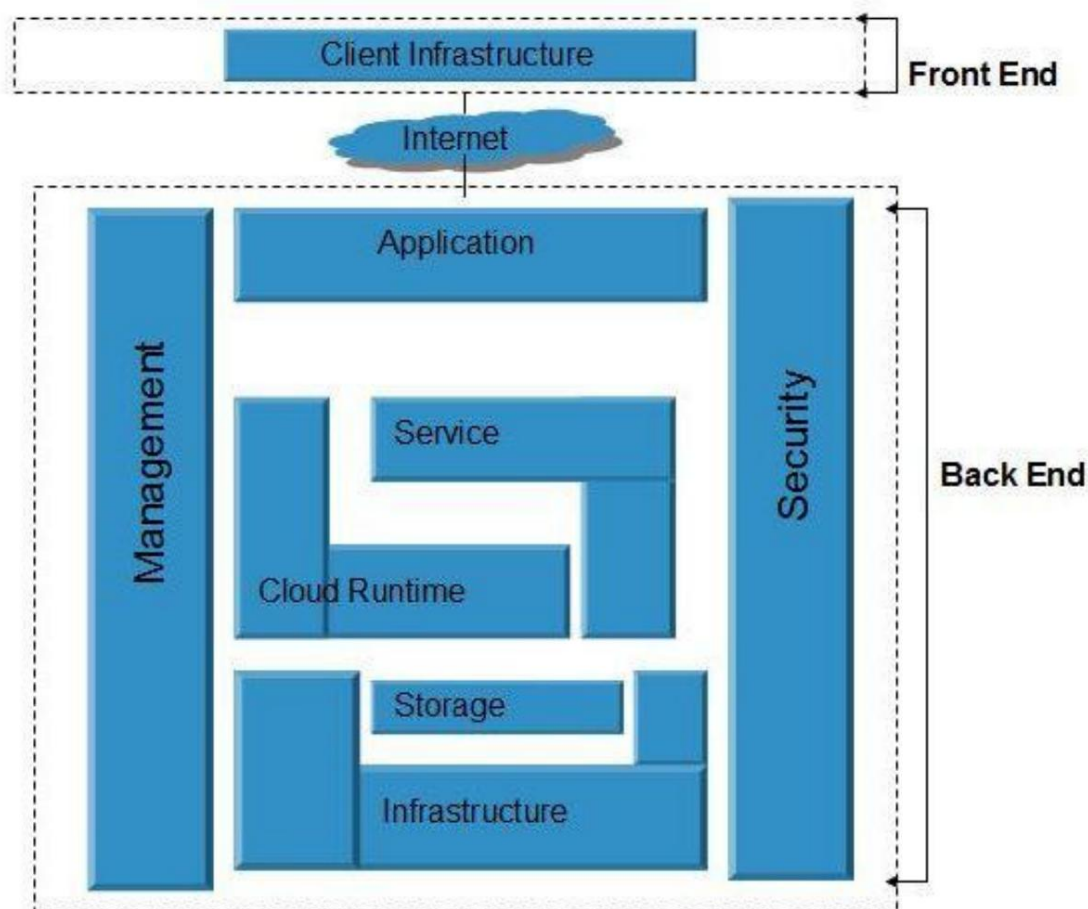 Client Infrastructure
Front End
Internet
Application
Management
Security
Service
Back End
Cloud Runtime
Storage
Infrastructure